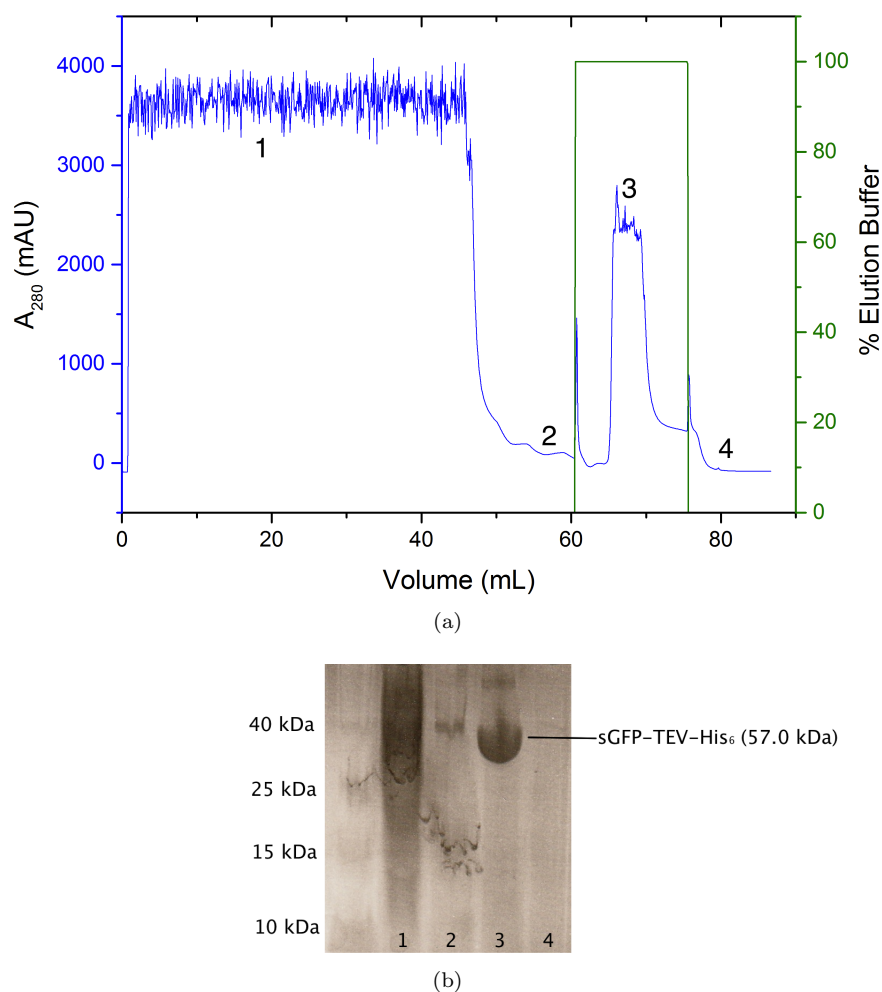 4000
3000
2000
1000
0
A280 (mAU)
1
2
3
4
100
80
60
40
20
0
% Elution Buffer
0
20
40
60
80
Volume (mL)
(a)
40 kDa
25 kDa
15 kDa
10 kDa
sGFP-TEV-His6 (57.0 kDa)
1
2
3
4
(b)